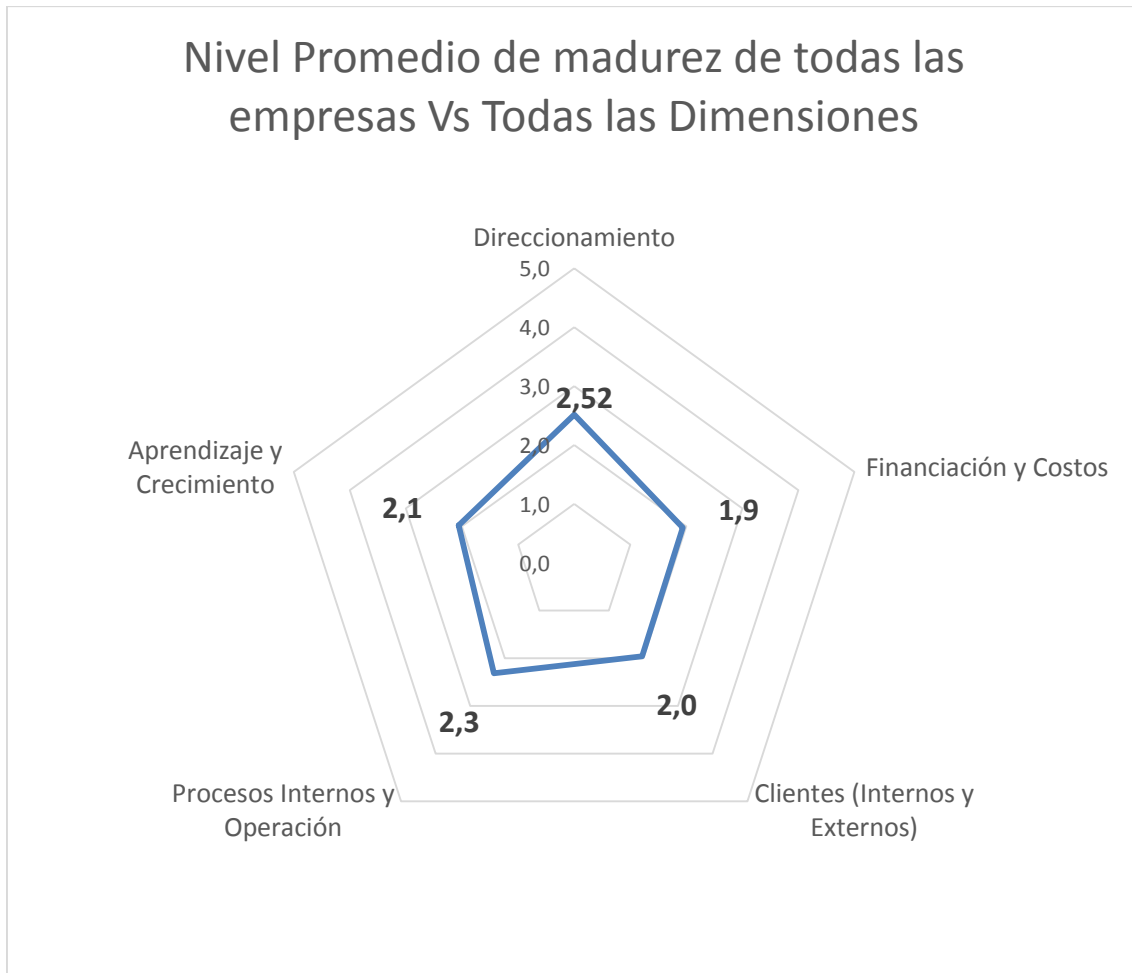 Nivel Promedio de madurez de todas las
empresas Vs Todas las Dimensiones
Direccionamiento
5,0
4,0
3,0
2,52
2,0
1,0
0,0
Financiación y Costos
1,9
Clientes (Internos y
Externos)
2,0
Procesos Internos y
Operación
2,3
Aprendizaje y
Crecimiento
2,1